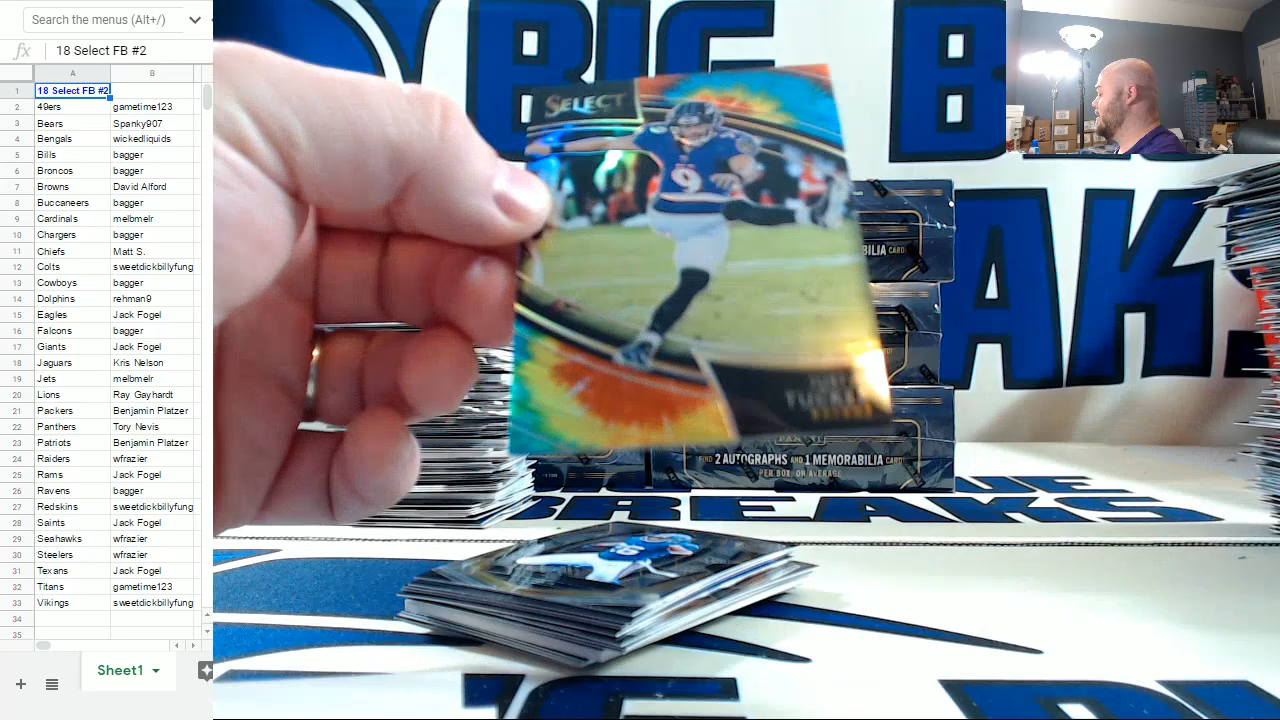 Search the menus (Alt+/)
fx 18 Select FB #2
A B
1 18 Select FB #2
2 49ers gametime123
3 Bears Spanky907
4 Bengals wickedliquids
5 Bills bagger
6 Broncos bagger
7 Browns David Alford
8 Buccaneers bagger
9 Cardinals melbmelr
10 Chargers bagger
11 Chiefs Matt S.
12 Colts sweetdickbillyfung
13 Cowboys bagger
14 Dolphins rehman9
15 Eagles Jack Fogel
16 Falcons bagger
17 Giants Jack Fogel
18 Jaguars Kris Nelson
19 Jets melbmelr
20 Lions Ray Gayhardt
21 Packers Benjamin Platzer
22 Panthers Tory Nevis
23 Patriots Benjamin Platzer
24 Raiders wfrazier
25 Rams Jack Fogel
26 Ravens bagger
27 Redskins sweetdickbillyfung
28 Saints Jack Fogel
29 Seahawks wfrazier
30 Steelers wfrazier
31 Texans Jack Fogel
32 Titans gametime123
33 Vikings sweetdickbillyfung
34
35
Sheet1
SELECT
9
TUCKER
PANINI
FIND 2 AUTOGRAPHS AND 1 MEMORABILIA CARD
PER BOX, ON AVERAGE
BREAKS